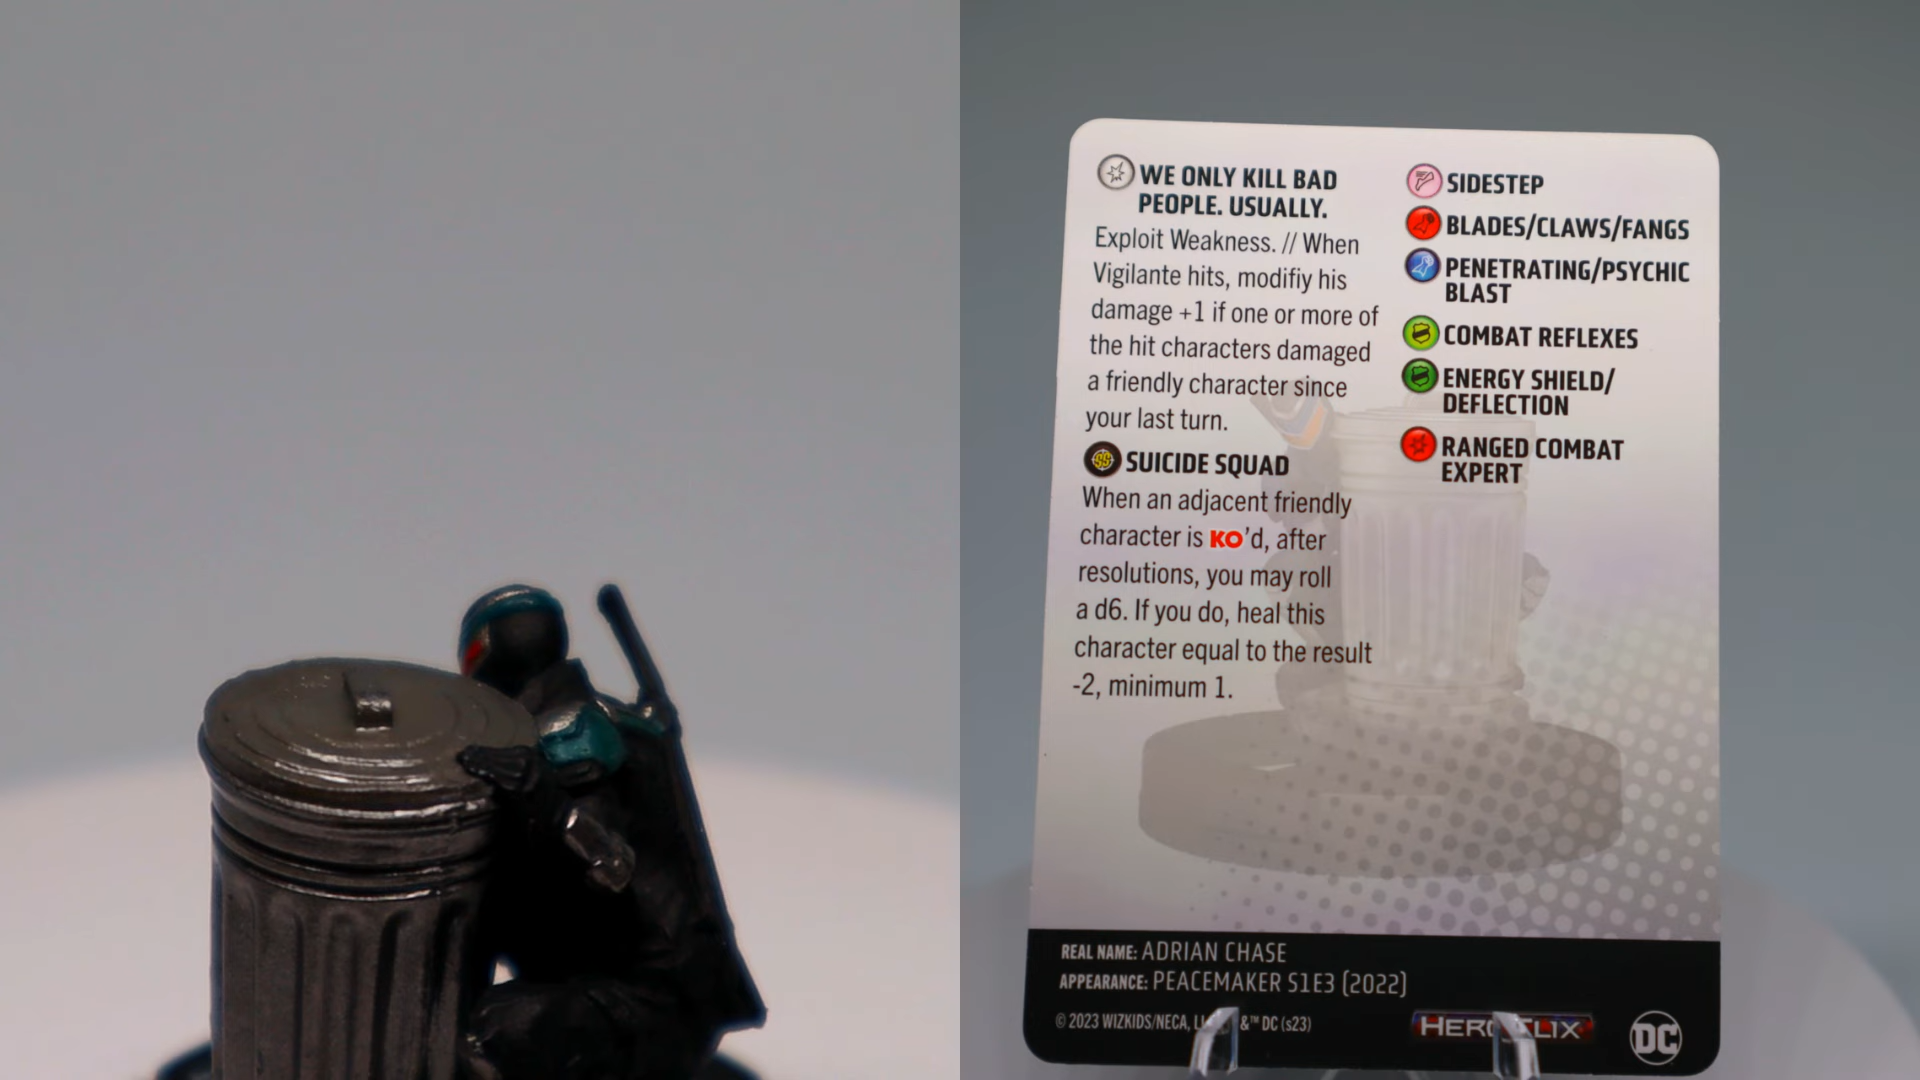 WE ONLY KILL BAD
PEOPLE. USUALLY.
Exploit Weakness. // When
Vigilante hits, modifiy his
damage +1 if one or more of
the hit characters damaged
a friendly character since
your last turn.
SS SUICIDE SQUAD
When an adjacent friendly
character is KO'd, after
resolutions, you may roll
a d6. If you do, heal this
character equal to the result
-2, minimum 1.
SIDESTEP
BLADES/CLAWS/FANGS
PENETRATING/PSYCHIC
BLAST
COMBAT REFLEXES
ENERGY SHIELD/
DEFLECTION
RANGED COMBAT
EXPERT
REAL NAME: ADRIAN CHASE
APPEARANCE: PEACEMAKER S1E3 (2022)
© 2023 WIZKIDS/NECA, &™ DC (s23)
HEROCLIX
DC